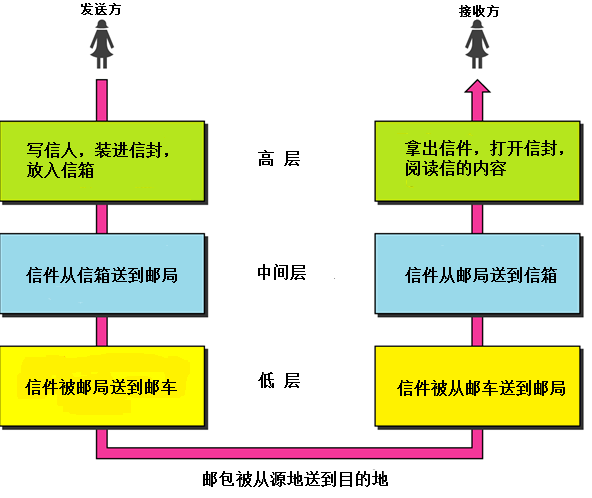 发送方
接收方
写信人，装进信封，
放入信箱
高 层
拿出信件，打开信封，
阅读信的内容
信件从信箱送到邮局
中间层
信件从邮局送到信箱
信件被邮局送到邮车
低 层
信件被从邮车送到邮局
邮包被从源地送到目的地